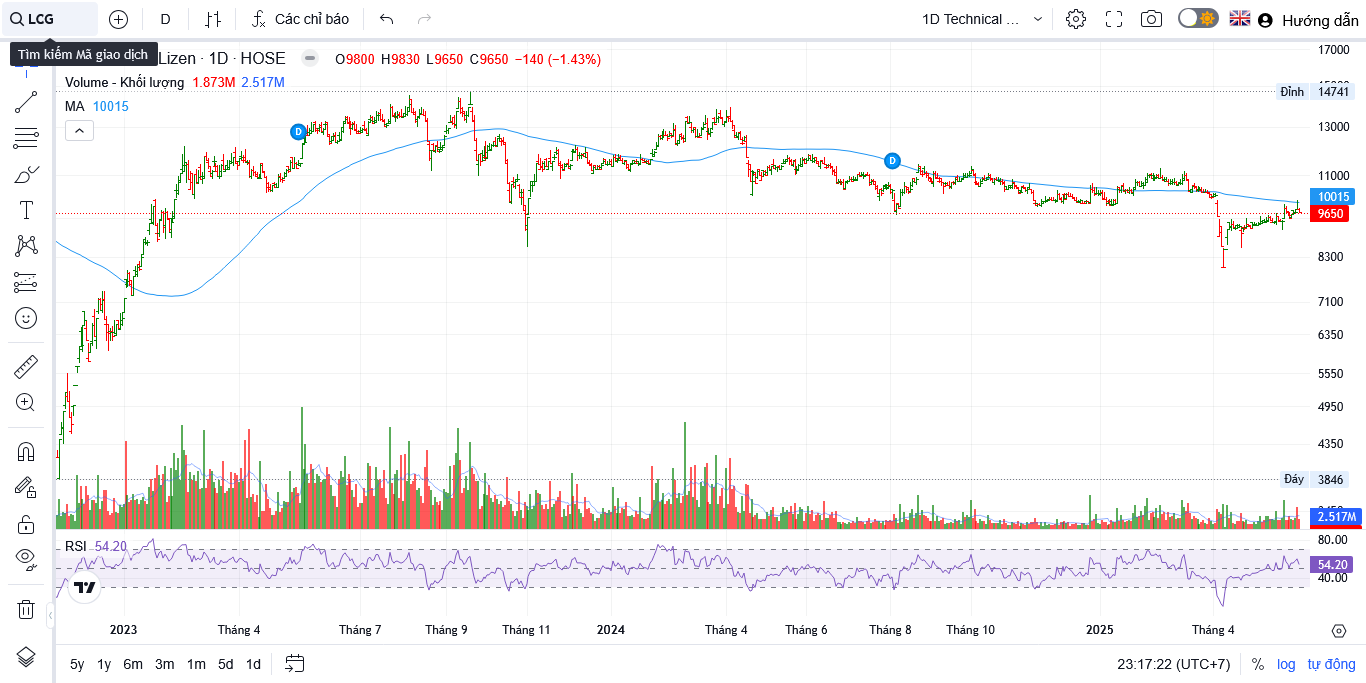 LCG
D
Các chỉ báo
1D Technical ...
Hướng dẫn
Tìm kiếm Mã giao dịch
Lizen · 1D · HOSE
O9800 H9830 L9650 C9650 −140 (−1.43%)
Volume - Khối lượng 1.873M 2.517M
MA 10015
17000
Đỉnh 14741
13000
11000
10015
9650
8300
7100
6350
5550
4950
4350
Đáy 3846
2.517M
D
D
RSI 54.20
80.00
54.20
40.00
2023
Tháng 4
Tháng 7
Tháng 9
Tháng 11
2024
Tháng 4
Tháng 6
Tháng 8
Tháng 10
2025
Tháng 4
5y 1y 6m 3m 1m 5d 1d
23:17:22 (UTC+7)
% log tự động